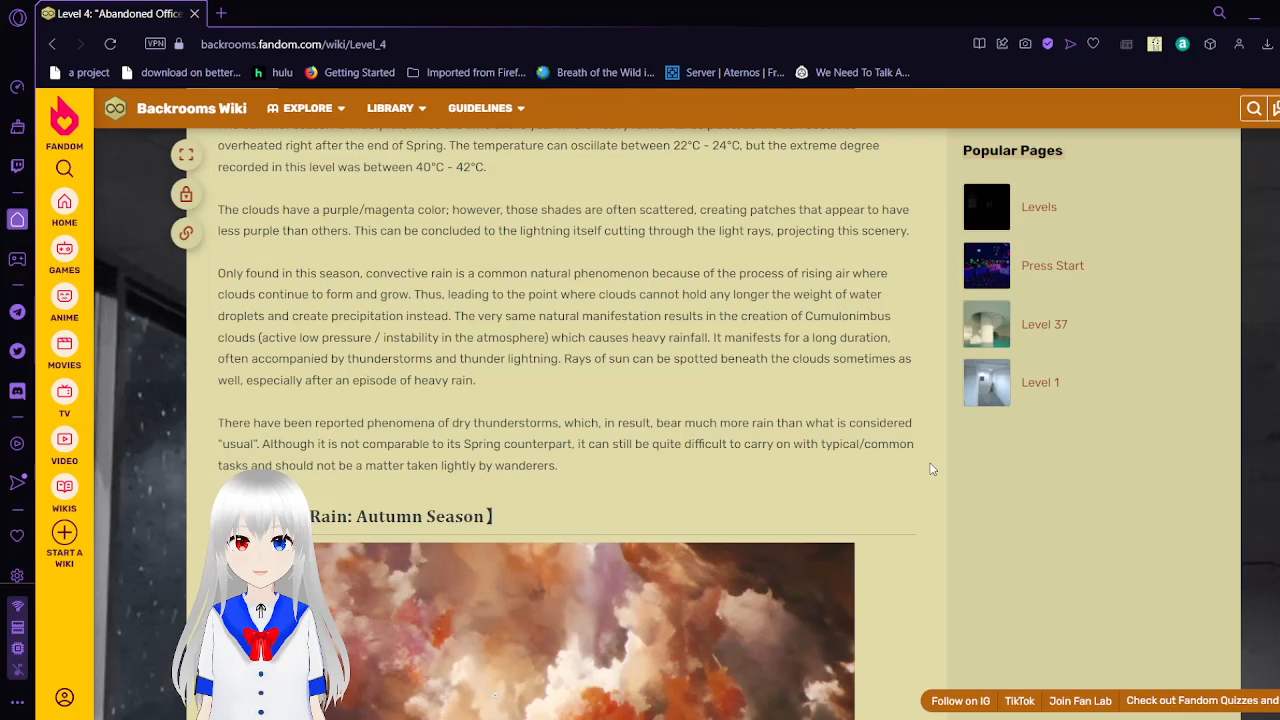 Level 4: "Abandoned Offic
backrooms.fandom.com/wiki/Level_4
VPN
a project
download on better...
hulu
Getting Started
Imported from Firef...
Breath of the Wild i...
Server | Aternos | Fr...
We Need To Talk A...
FANDOM
HOME
GAMES
ANIME
MOVIES
TV
VIDEO
WIKIS
START A
WIKI
Backrooms Wiki
EXPLORE
LIBRARY
GUIDELINES
overheated right after the end of Spring. The temperature can oscillate between 22°C - 24°C, but the extreme degree
recorded in this level was between 40°C - 42°C.
The clouds have a purple/magenta color; however, those shades are often scattered, creating patches that appear to have
less purple than others. This can be concluded to the lightning itself cutting through the light rays, projecting this scenery.
Only found in this season, convective rain is a common natural phenomenon because of the process of rising air where
clouds continue to form and grow. Thus, leading to the point where clouds cannot hold any longer the weight of water
droplets and create precipitation instead. The very same natural manifestation results in the creation of Cumulonimbus
clouds (active low pressure / instability in the atmosphere) which causes heavy rainfall. It manifests for a long duration,
often accompanied by thunderstorms and thunder lightning. Rays of sun can be spotted beneath the clouds sometimes as
well, especially after an episode of heavy rain.
There have been reported phenomena of dry thunderstorms, which, in result, bear much more rain than what is considered
“usual”. Although it is not comparable to its Spring counterpart, it can still be quite difficult to carry on with typical/common
tasks and should not be a matter taken lightly by wanderers.
Rain: Autumn Season】
Popular Pages
Levels
Press Start
Level 37
Level 1
Follow on IG
TikTok
Join Fan Lab
Check out Fandom Quizzes and